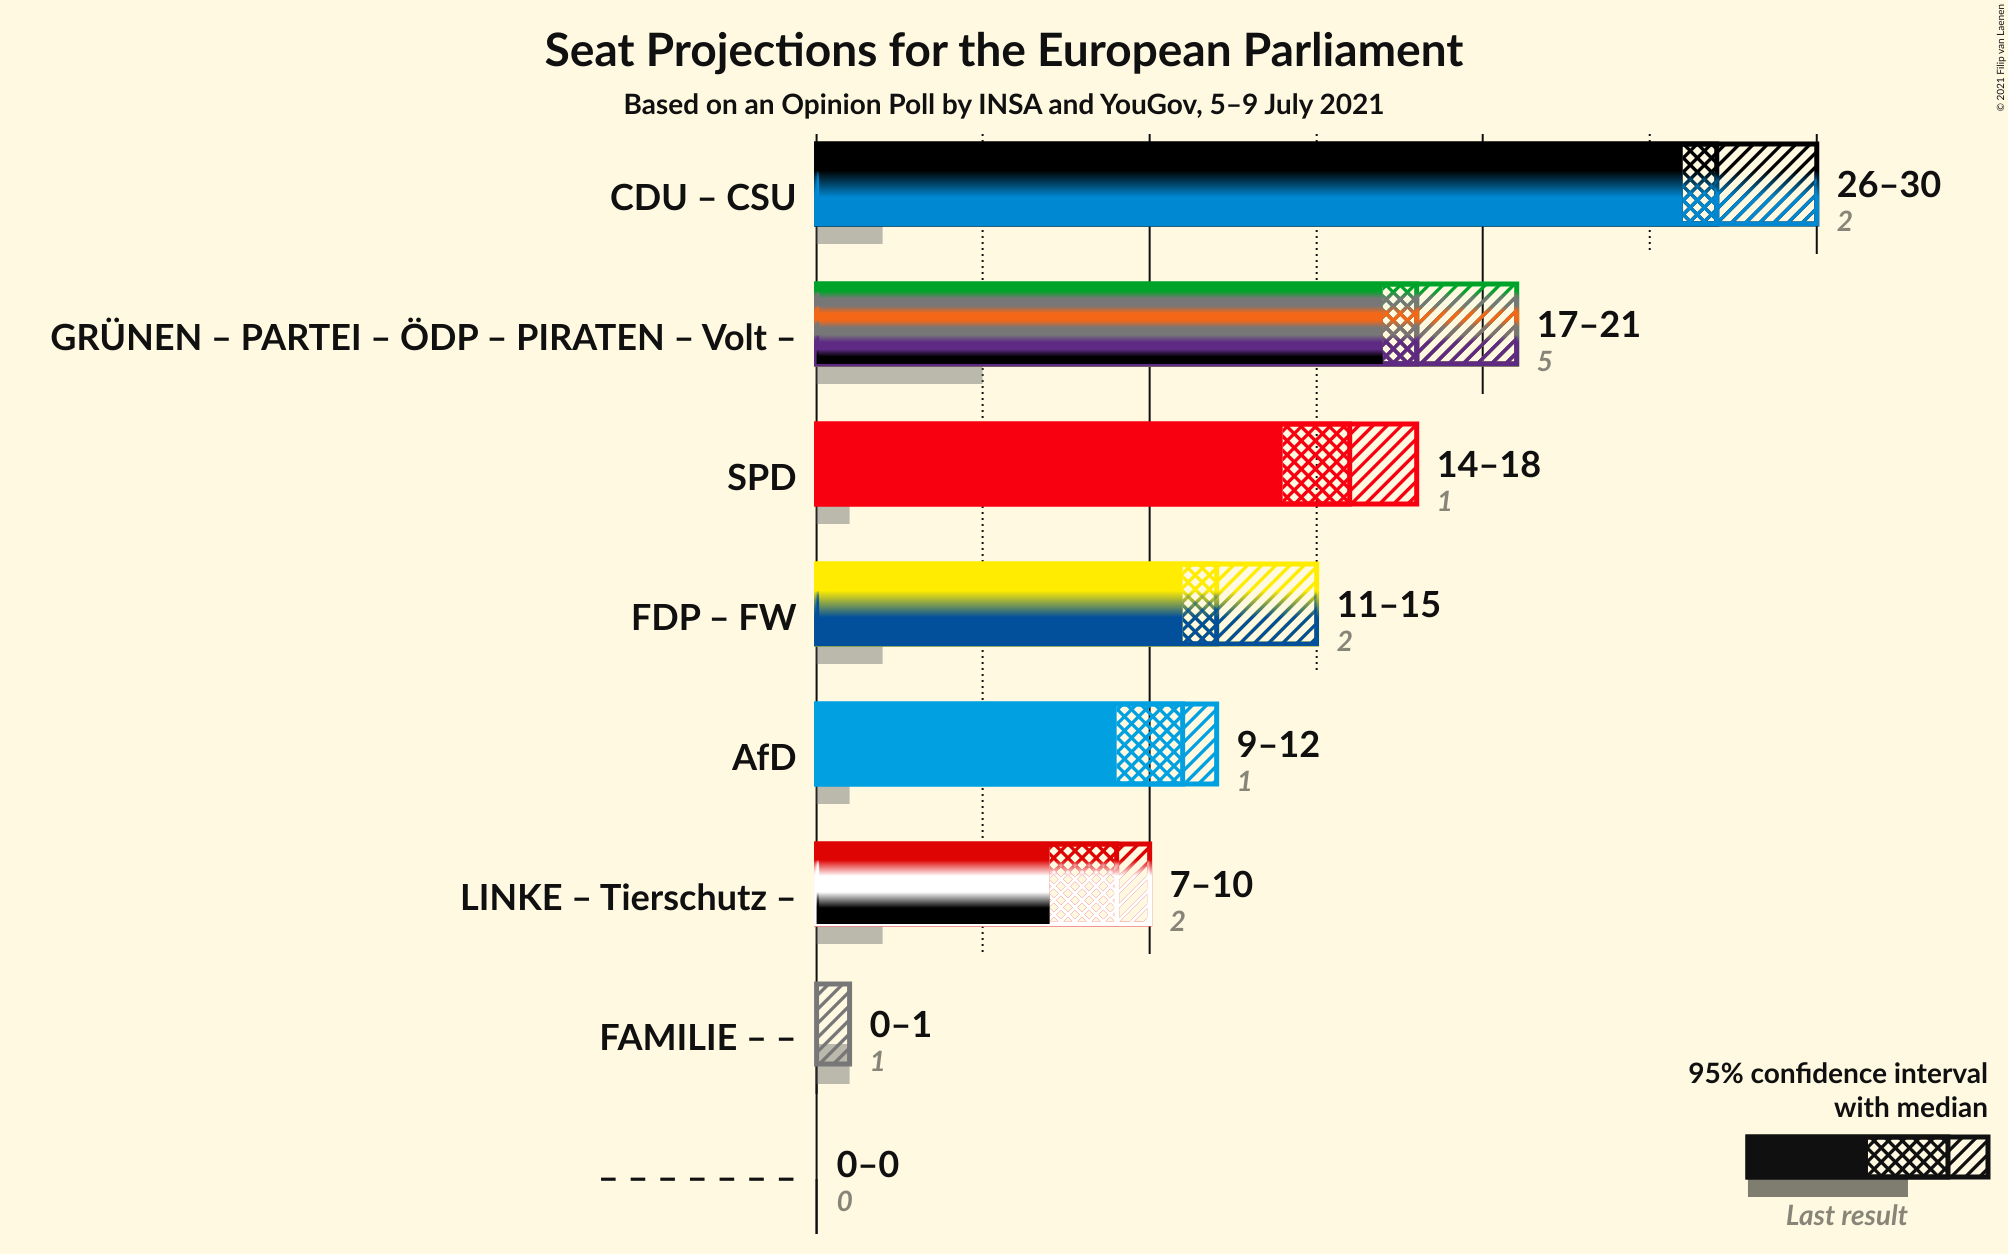 Seat Projections for the European Parliament
Based on an Opinion Poll by INSA and YouGov, 5–9 July 2021
© 2021 Filip van Laenen
CDU – CSU
26–30
2
GRÜNEN – PARTEI – ÖDP – PIRATEN – Volt –
17–21
5
SPD
14–18
1
FDP – FW
11–15
2
AfD
9–12
1
LINKE – Tierschutz –
7–10
2
FAMILIE – –
0–1
1
– – – – – – –
0–0
0
95% confidence interval
with median
Last result